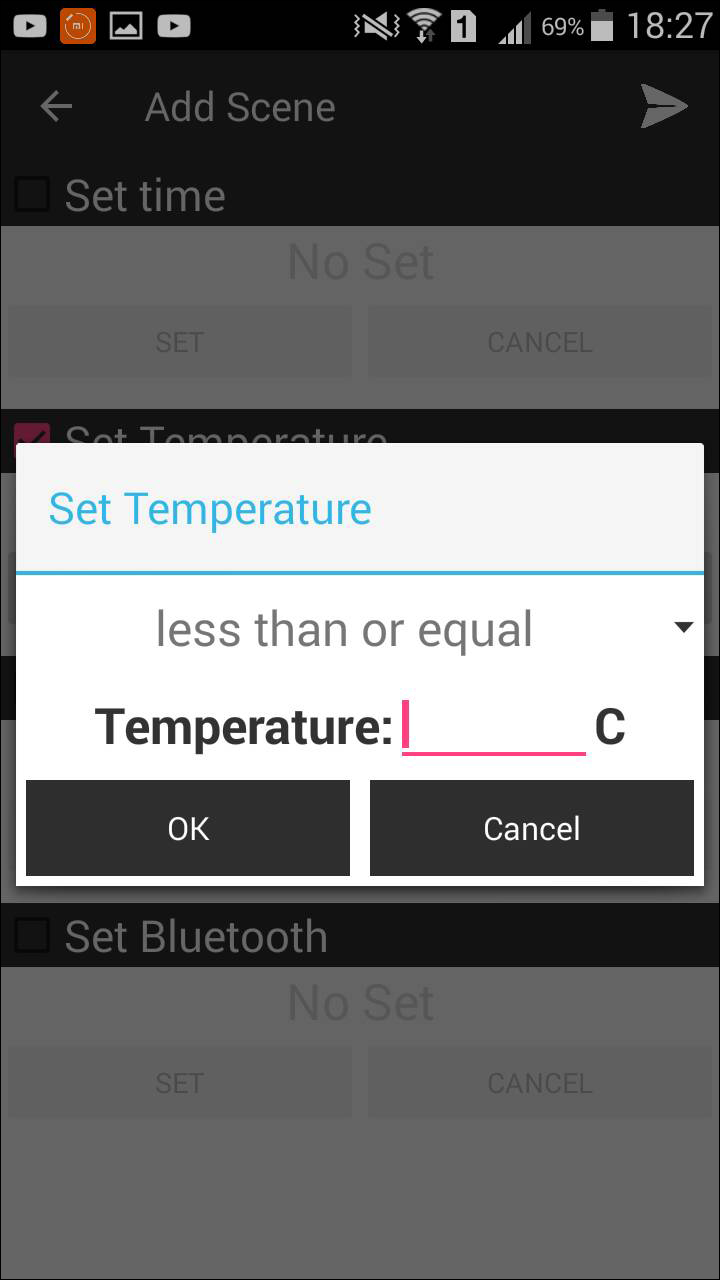 1 69% 18:27
Add Scene
Set time
No Set
SET CANCEL
Set Temperature
Set Temperature
less than or equal
Temperature: C
OK Cancel
Set Bluetooth
No Set
SET CANCEL